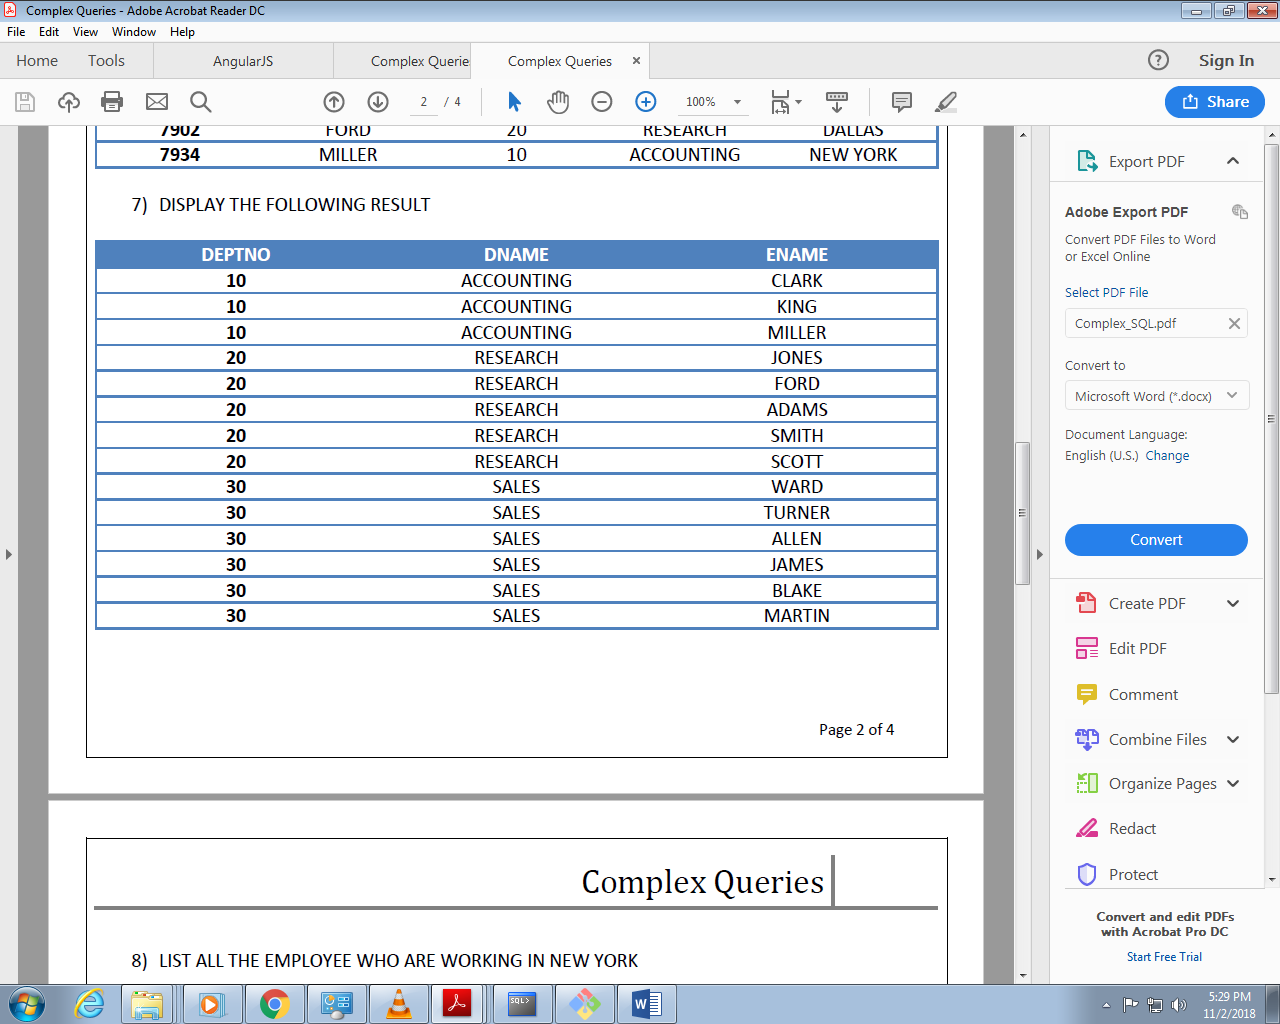 Complex Queries - Adobe Acrobat Reader DC
File Edit View Window Help
Home Tools AngularJS Complex Querie Complex Queries × ? Sign In
2 / 4 100% Share
7902 FORD 20 RESEARCH DALLAS
7934 MILLER 10 ACCOUNTING NEW YORK
7) DISPLAY THE FOLLOWING RESULT
DEPTNO DNAME ENAME
10 ACCOUNTING CLARK
10 ACCOUNTING KING
10 ACCOUNTING MILLER
20 RESEARCH JONES
20 RESEARCH FORD
20 RESEARCH ADAMS
20 RESEARCH SMITH
20 RESEARCH SCOTT
30 SALES WARD
30 SALES TURNER
30 SALES ALLEN
30 SALES JAMES
30 SALES BLAKE
30 SALES MARTIN
Page 2 of 4
Complex Queries
8) LIST ALL THE EMPLOYEE WHO ARE WORKING IN NEW YORK
Export PDF
Adobe Export PDF
Convert PDF Files to Word
or Excel Online
Select PDF File
Complex_SQL.pdf
Convert to
Microsoft Word (*.docx)
Document Language:
English (U.S.) Change
Convert
Create PDF
Edit PDF
Comment
Combine Files
Organize Pages
Redact
Protect
Convert and edit PDFs
with Acrobat Pro DC
Start Free Trial
SQL>
5:29 PM
11/2/2018